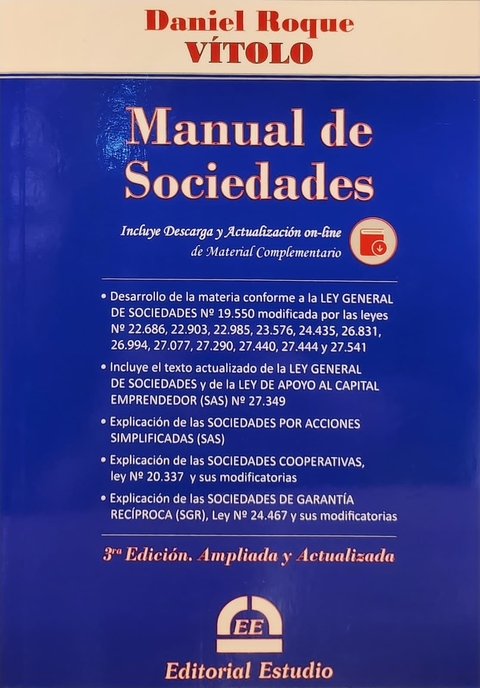 Daniel Roque
VÍTOLO
Manual de
Sociedades
Incluye Descarga y Actualización on-line
de Material Complementario
• Desarrollo de la materia conforme a la LEY GENERAL
DE SOCIEDADES Nº 19.550 modificada por las leyes
Nº 22.686, 22.903, 22.985, 23.576, 24.435, 26.831,
26.994, 27.077, 27.290, 27.440, 27.444 y 27.541
• Incluye el texto actualizado de la LEY GENERAL
DE SOCIEDADES y de la LEY DE APOYO AL CAPITAL
EMPRENDEDOR (SAS) Nº 27.349
• Explicación de las SOCIEDADES POR ACCIONES
SIMPLIFICADAS (SAS)
• Explicación de las SOCIEDADES COOPERATIVAS,
ley Nº 20.337 y sus modificatorias
• Explicación de las SOCIEDADES DE GARANTÍA
RECÍPROCA (SGR), Ley Nº 24.467 y sus modificatorias
3ra Edición. Ampliada y Actualizada
EE
Editorial Estudio